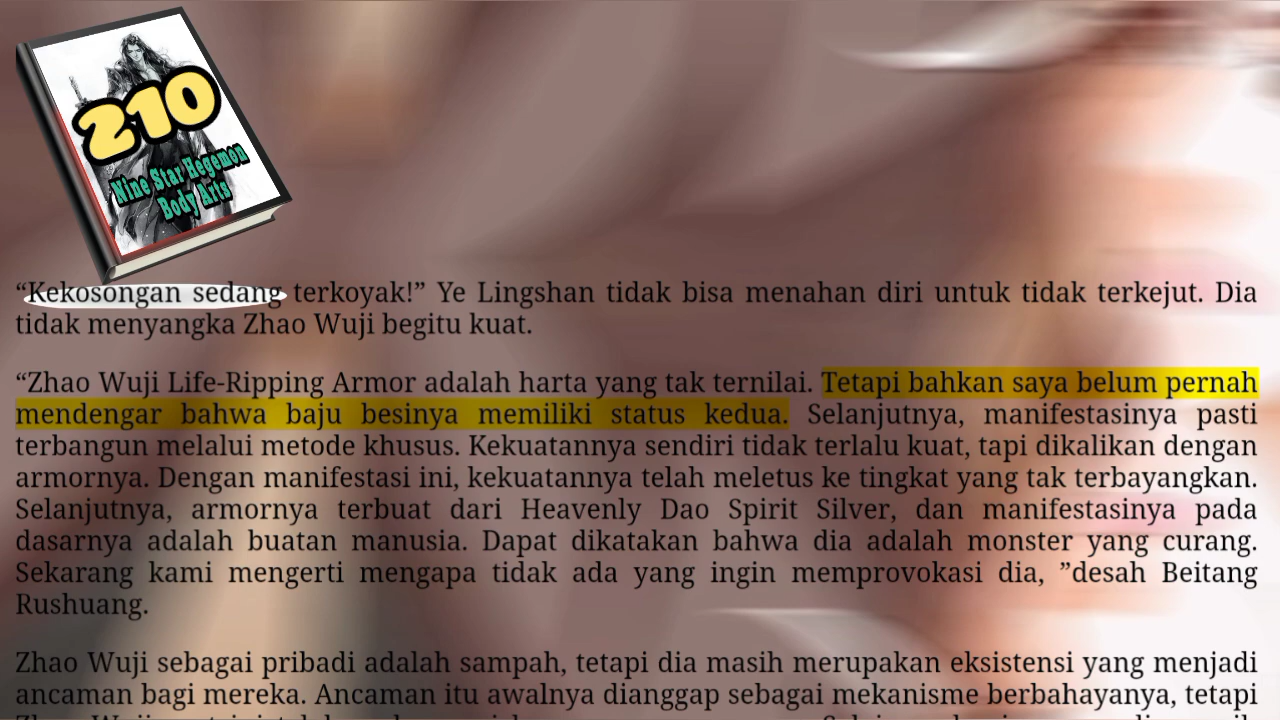 210
Nine Star Hegemon
Body Arts
“Kekosongan sedang terkoyak!” Ye Lingshan tidak bisa menahan diri untuk tidak terkejut. Dia
tidak menyangka Zhao Wuji begitu kuat.
“Zhao Wuji Life-Ripping Armor adalah harta yang tak ternilai. Tetapi bahkan saya belum pernah
mendengar bahwa baju besinya memiliki status kedua. Selanjutnya, manifestasinya pasti
terbangun melalui metode khusus. Kekuatannya sendiri tidak terlalu kuat, tapi dikalikan dengan
armornya. Dengan manifestasi ini, kekuatannya telah meletus ke tingkat yang tak terbayangkan.
Selanjutnya, armornya terbuat dari Heavenly Dao Spirit Silver, dan manifestasinya pada
dasarnya adalah buatan manusia. Dapat dikatakan bahwa dia adalah monster yang curang.
Sekarang kami mengerti mengapa tidak ada yang ingin memprovokasi dia, ”desah Beitang
Rushuang.
Zhao Wuji sebagai pribadi adalah sampah, tetapi dia masih merupakan eksistensi yang menjadi
ancaman bagi mereka. Ancaman itu awalnya dianggap sebagai mekanisme berbahayanya, tetapi